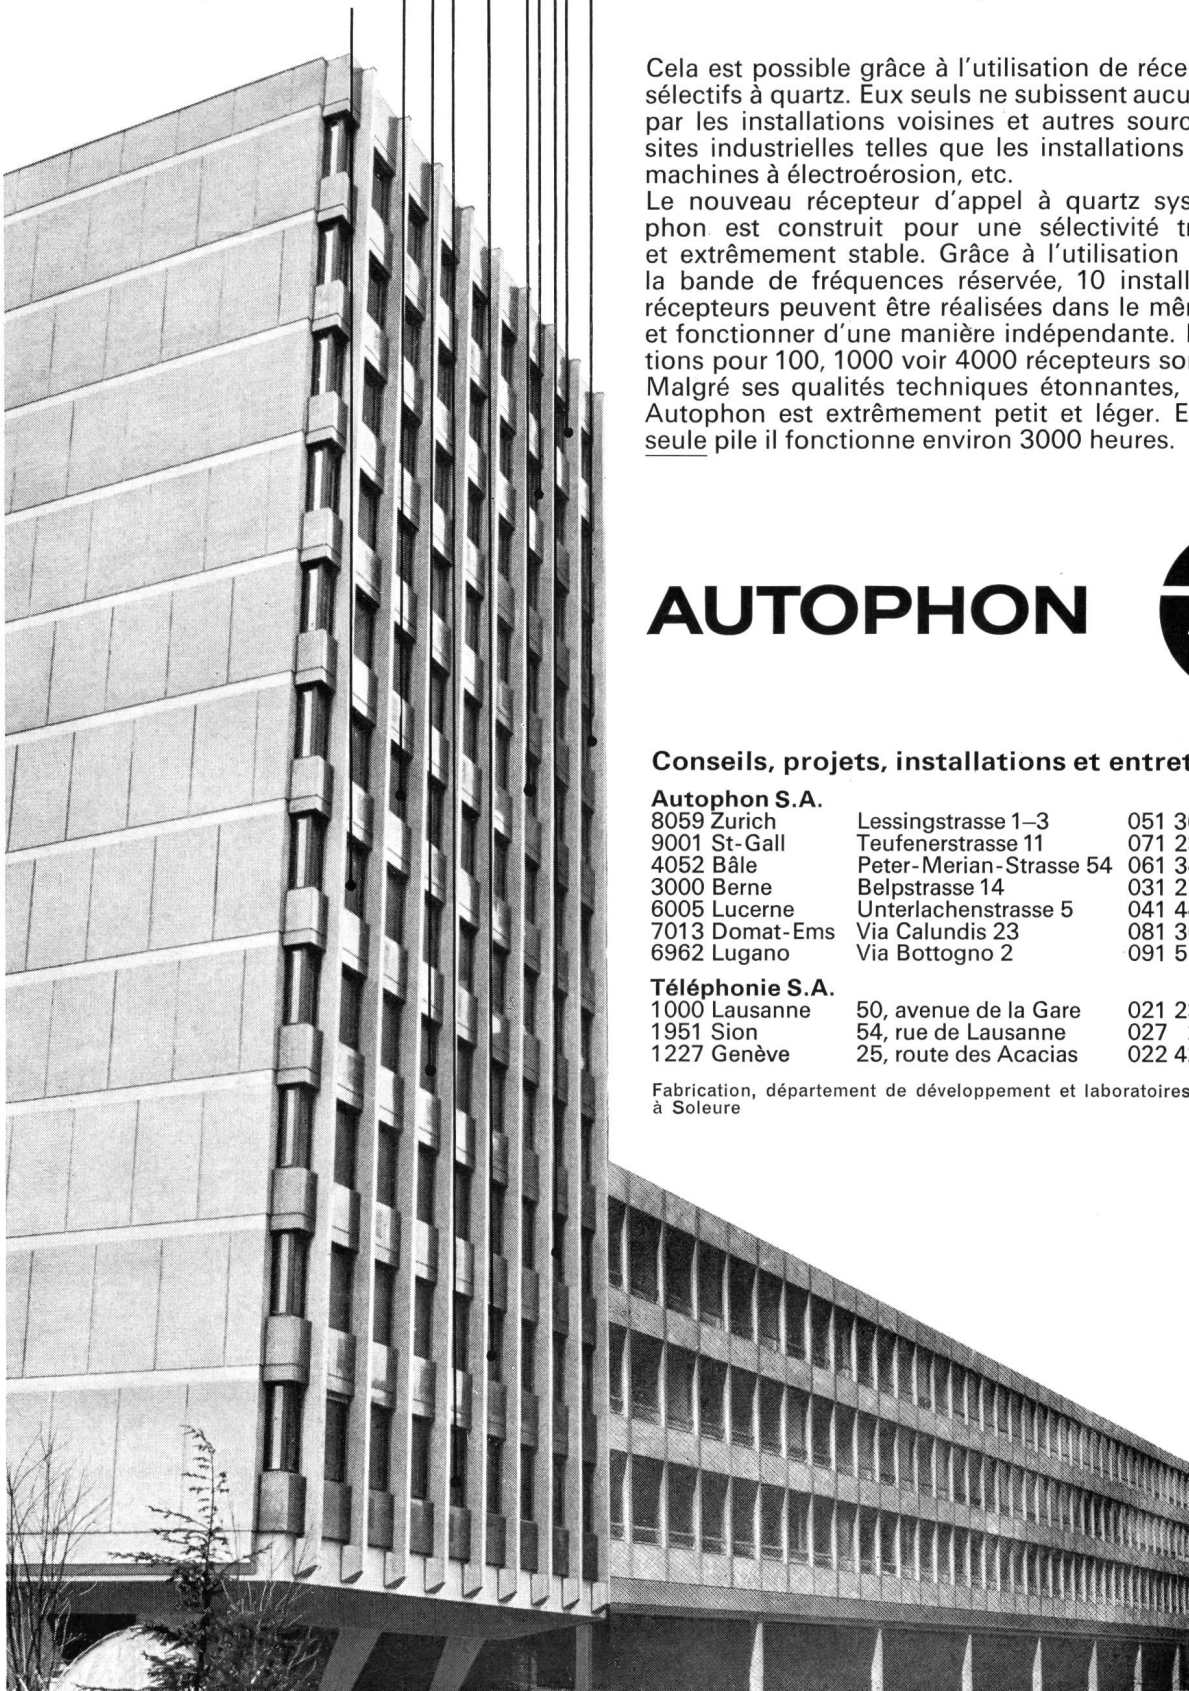 Cela est possible grâce à l'utilisation de réce
sélectifs à quartz. Eux seuls ne subissent aucu
par les installations voisines et autres sourc
sites industrielles telles que les installations
machines à électroérosion, etc.
Le nouveau récepteur d'appel à quartz sys
phon est construit pour une sélectivité tr
et extrêmement stable. Grâce à l'utilisation
la bande de fréquences réservée, 10 install
récepteurs peuvent être réalisées dans le mêr
et fonctionner d'une manière indépendante.
tions pour 100, 1000 voir 4000 récepteurs so
Malgré ses qualités techniques étonnantes,
Autophon est extrêmement petit et léger. E
seule pile il fonctionne environ 3000 heures.
AUTOPHON
Conseils, projets, installations et entret
Autophon S.A.
8059 Zurich Lessingstrasse 1–3 051 3
9001 St-Gall Teufenerstrasse 11 071 2
4052 Bâle Peter-Merian-Strasse 54 061 3
3000 Berne Belpstrasse 14 031 2
6005 Lucerne Unterlachenstrasse 5 041 4
7013 Domat-Ems Via Calundis 23 081 3
6962 Lugano Via Bottogno 2 091 5
Téléphonie S.A.
1000 Lausanne 50, avenue de la Gare 021 2
1951 Sion 54, rue de Lausanne 027
1227 Genève 25, route des Acacias 022 4
Fabrication, département de développement et laboratoires
à Soleure